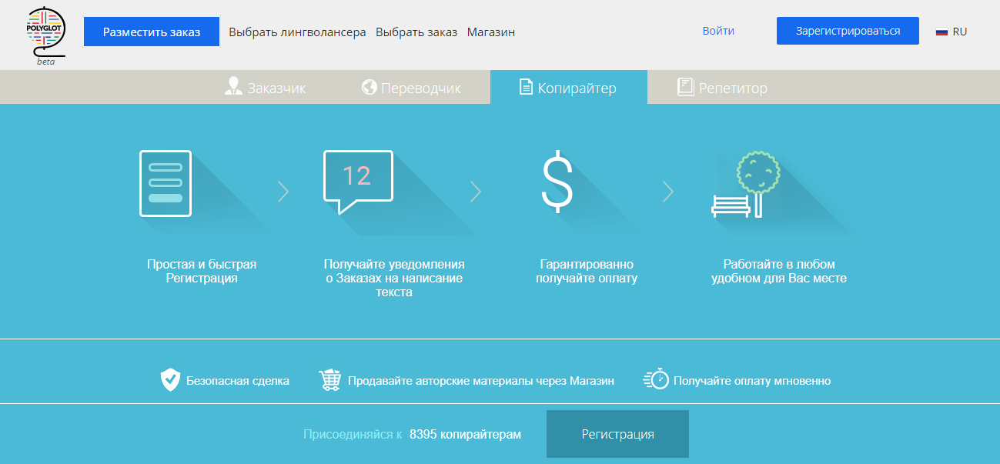 POLYGLOT
beta
Разместить заказ
Выбрать лингволансера
Выбрать заказ
Магазин
Войти
Зарегистрироваться
RU
Заказчик
Переводчик
Копирайтер
Репетитор
12
$
Простая и быстрая
Регистрация
Получайте уведомления
о Заказах на написание
текста
Гарантированно
получайте оплату
Работайте в любом
удобном для Вас месте
Безопасная сделка
Продавайте авторские материалы через Магазин
Получайте оплату мгновенно
Присоединяйся к 8395 копирайтерам
Регистрация